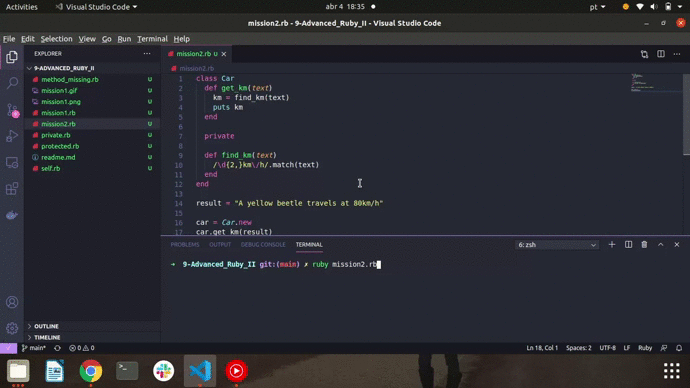 Activities
Visual Studio Code
abr 4 18:35
pt
mission2.rb - 9-Advanced_Ruby_II - Visual Studio Code
File Edit Selection View Go Run Terminal Help
EXPLORER
9-ADVANCED_RUBY_II
method_missing.rb U
mission1.gif U
mission1.png U
mission1.rb U
mission2.rb U
private.rb U
protected.rb U
readme.md U
self.rb U
OUTLINE
TIMELINE
mission2.rb U
mission2.rb
1 class Car
2 def get_km(text)
3 km = find_km(text)
4 puts km
5 end
6
7 private
8
9 def find_km(text)
10 /\d{2,}km\/h/.match(text)
11 end
12 end
13
14 result = "A yellow beetle travels at 80km/h"
15
16 car = Car.new
17 car.get_km(result)
PROBLEMS OUTPUT DEBUG CONSOLE TERMINAL
6: zsh
➜ 9-Advanced_Ruby_II git:(main) ✗ ruby mission2.rb
main*
0 0
Ln 18, Col 1 Spaces: 2 UTF-8 LF Ruby